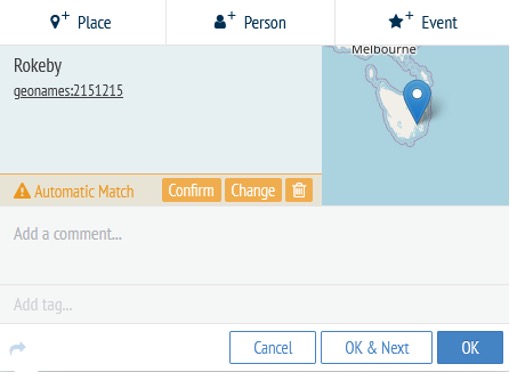 Place Person Event
Melbourne
Rokeby
geonames:2151215
Automatic Match Confirm Change
Add a comment...
Add tag...
Cancel OK & Next OK